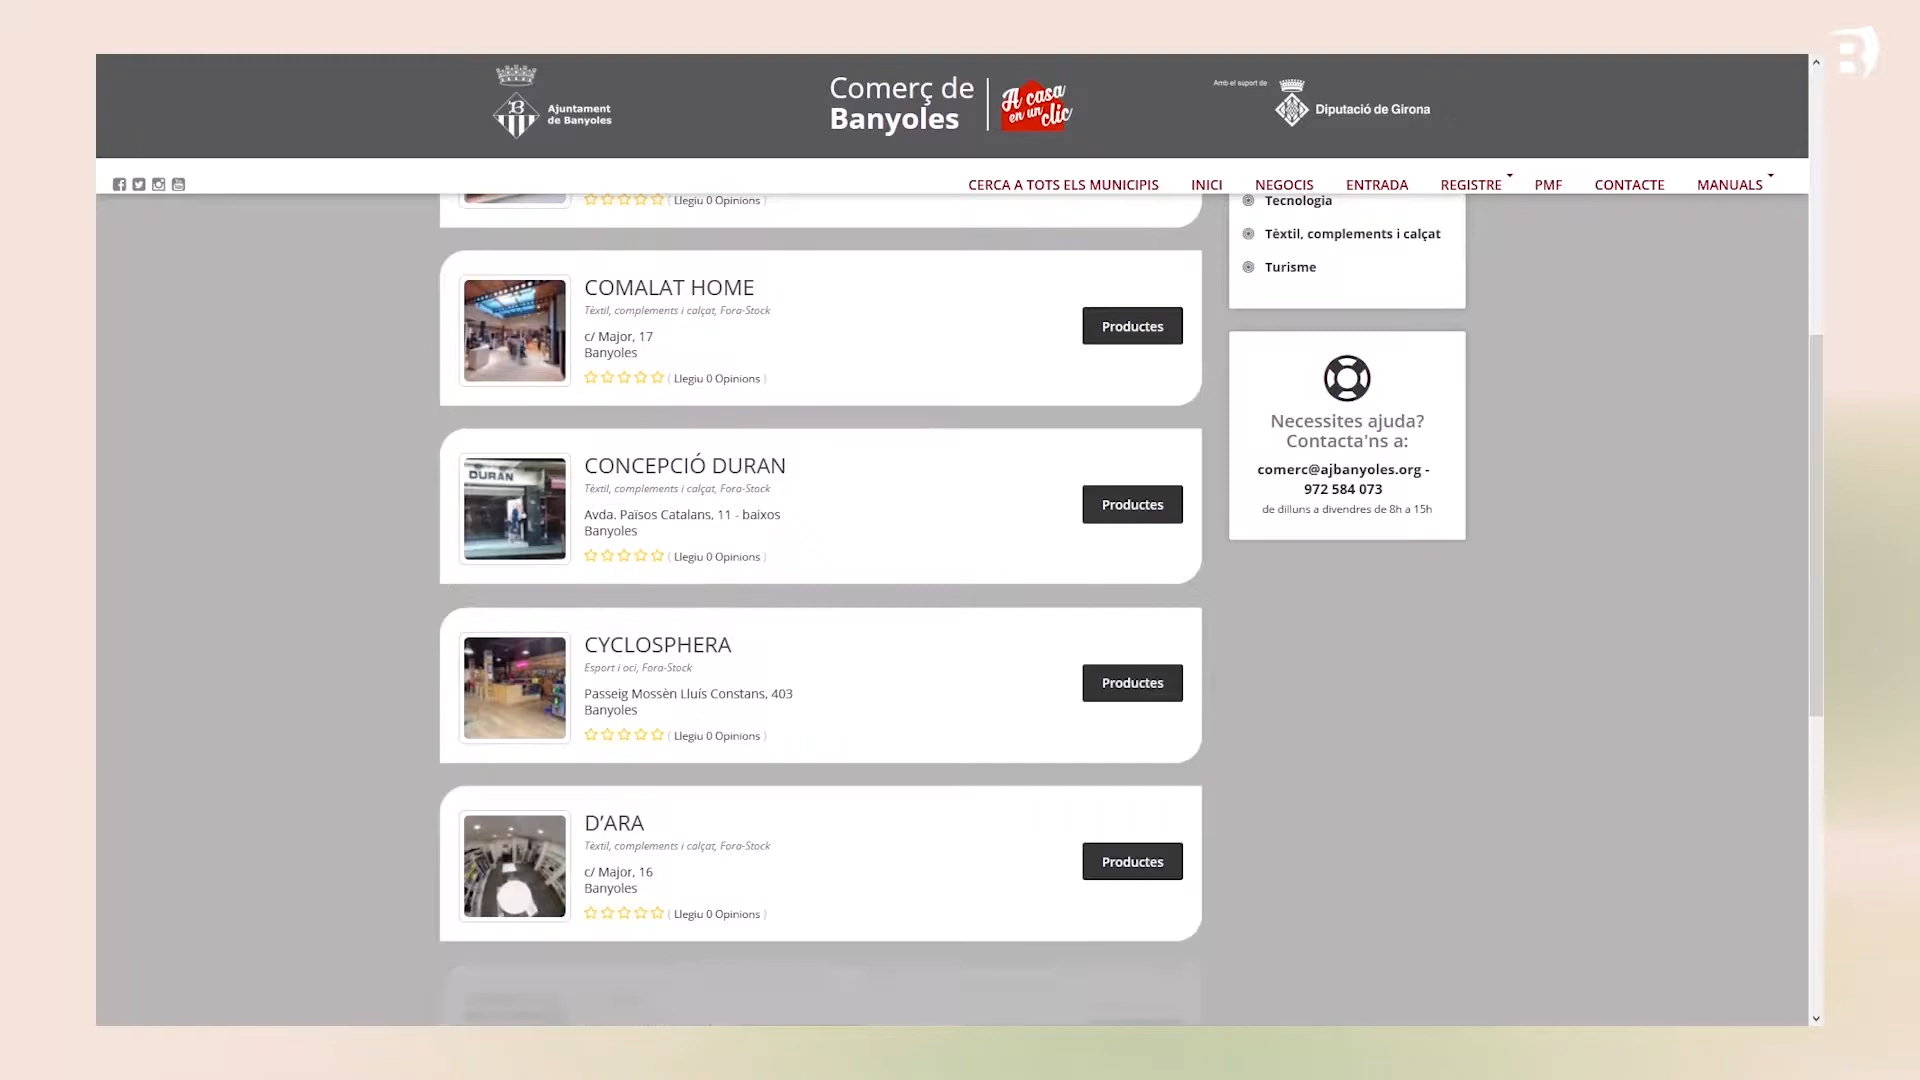 B
Ajuntament
de Banyoles
Comerç de
Banyoles
A casa
en un
clic
Amb el suport de
Diputació de Girona
CERCA A TOTS ELS MUNICIPIS
INICI
NEGOCIS
ENTRADA
REGISTRE
PMF
CONTACTE
MANUALS
( Llegiu 0 Opinions )
COMALAT HOME
Tèxtil, complements i calçat, Fora-Stock
c/ Major, 17
Banyoles
( Llegiu 0 Opinions )
Productes
DURAN
CONCEPCIÓ DURAN
Tèxtil, complements i calçat, Fora-Stock
Avda. Països Catalans, 11 - baixos
Banyoles
( Llegiu 0 Opinions )
Productes
CYCLOSPHERA
Esport i oci, Fora-Stock
Passeig Mossèn Lluís Constans, 403
Banyoles
( Llegiu 0 Opinions )
Productes
D’ARA
Tèxtil, complements i calçat, Fora-Stock
c/ Major, 16
Banyoles
( Llegiu 0 Opinions )
Productes
Tecnologia
Tèxtil, complements i calçat
Turisme
Necessites ajuda?
Contacta'ns a:
comerc@ajbanyoles.org -
972 584 073
de dilluns a divendres de 8h a 15h